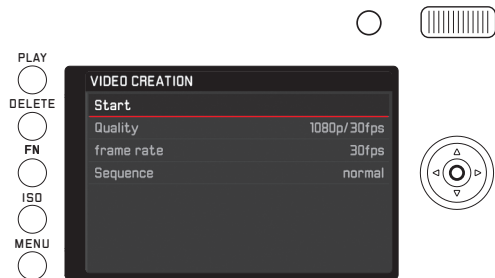 PLAY
DELETE
FN
ISO
MENU
VIDEO CREATION
Start
Quality 1080p/30fps
frame rate 30fps
Sequence normal